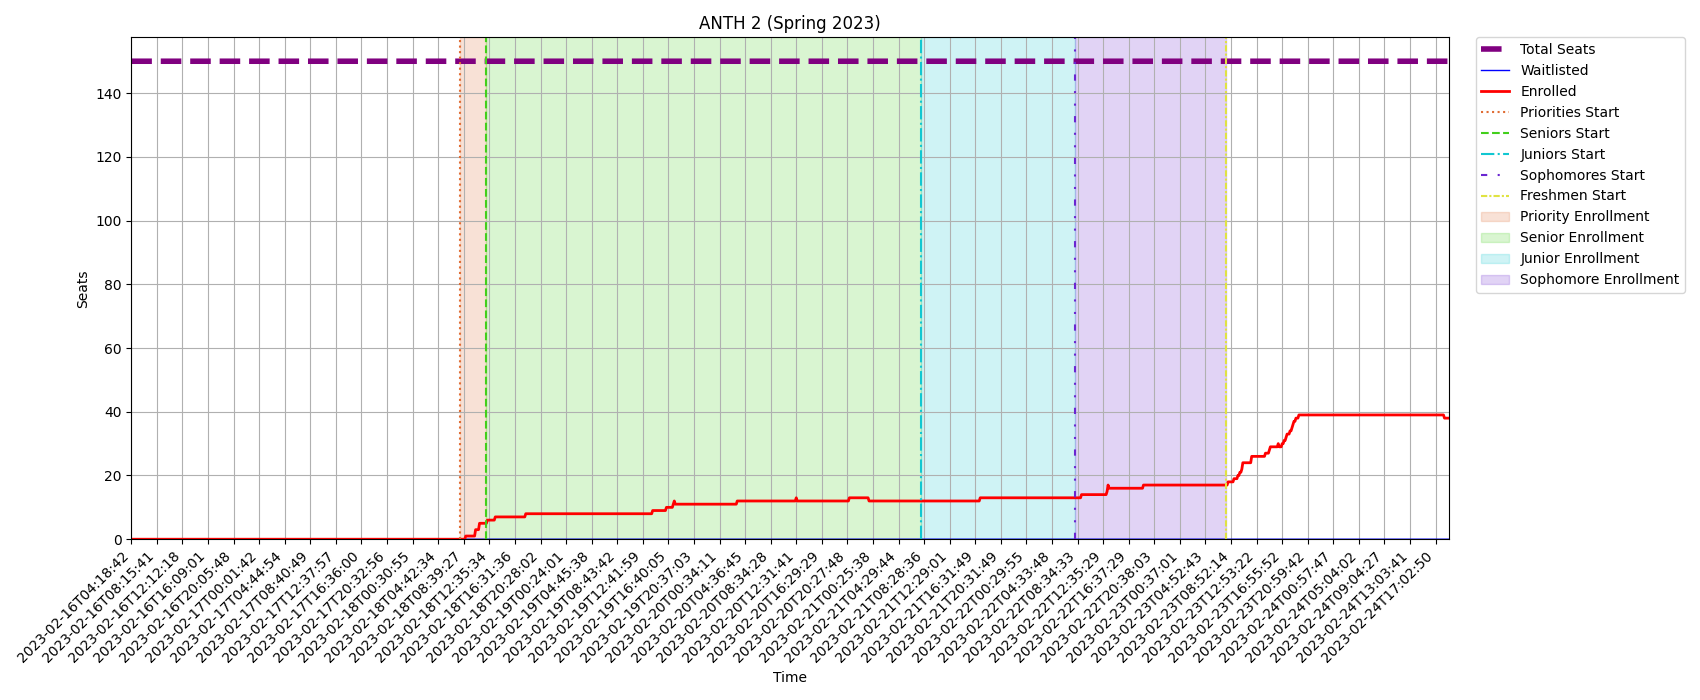 ANTH 2 (Spring 2023)
Seats
140
120
100
80
60
40
20
0
2023-02-16T04:18:42
2023-02-16T08:15:41
2023-02-16T12:12:18
2023-02-16T16:09:01
2023-02-16T20:05:48
2023-02-17T00:01:42
2023-02-17T04:44:54
2023-02-17T08:40:49
2023-02-17T12:37:57
2023-02-17T16:36:00
2023-02-17T20:32:56
2023-02-18T00:30:55
2023-02-18T04:42:34
2023-02-18T08:39:27
2023-02-18T12:35:34
2023-02-18T16:31:36
2023-02-18T20:28:02
2023-02-19T00:24:01
2023-02-19T04:45:38
2023-02-19T08:43:42
2023-02-19T12:41:59
2023-02-19T16:40:05
2023-02-19T20:37:03
2023-02-20T00:34:11
2023-02-20T04:36:45
2023-02-20T08:34:28
2023-02-20T12:31:41
2023-02-20T16:29:29
2023-02-20T20:27:48
2023-02-21T00:25:38
2023-02-21T04:29:44
2023-02-21T08:28:36
2023-02-21T12:29:01
2023-02-21T16:31:49
2023-02-21T20:31:49
2023-02-22T00:29:55
2023-02-22T04:33:48
2023-02-22T08:34:33
2023-02-22T12:35:29
2023-02-22T16:37:29
2023-02-22T20:38:03
2023-02-23T00:37:01
2023-02-23T04:52:43
2023-02-23T08:52:14
2023-02-23T12:53:22
2023-02-23T16:55:52
2023-02-23T20:59:42
2023-02-24T00:57:47
2023-02-24T05:04:02
2023-02-24T09:04:27
2023-02-24T13:03:41
2023-02-24T17:02:50
Time
Total Seats
Waitlisted
Enrolled
Priorities Start
Seniors Start
Juniors Start
Sophomores Start
Freshmen Start
Priority Enrollment
Senior Enrollment
Junior Enrollment
Sophomore Enrollment